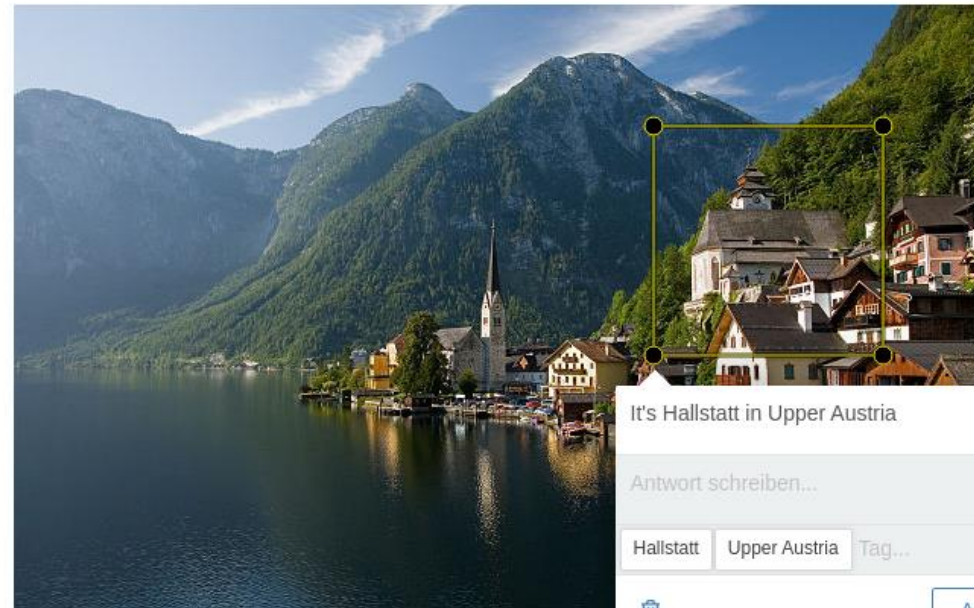 It's Hallstatt in Upper Austria
Antwort schreiben...
Hallstatt Upper Austria Tag...